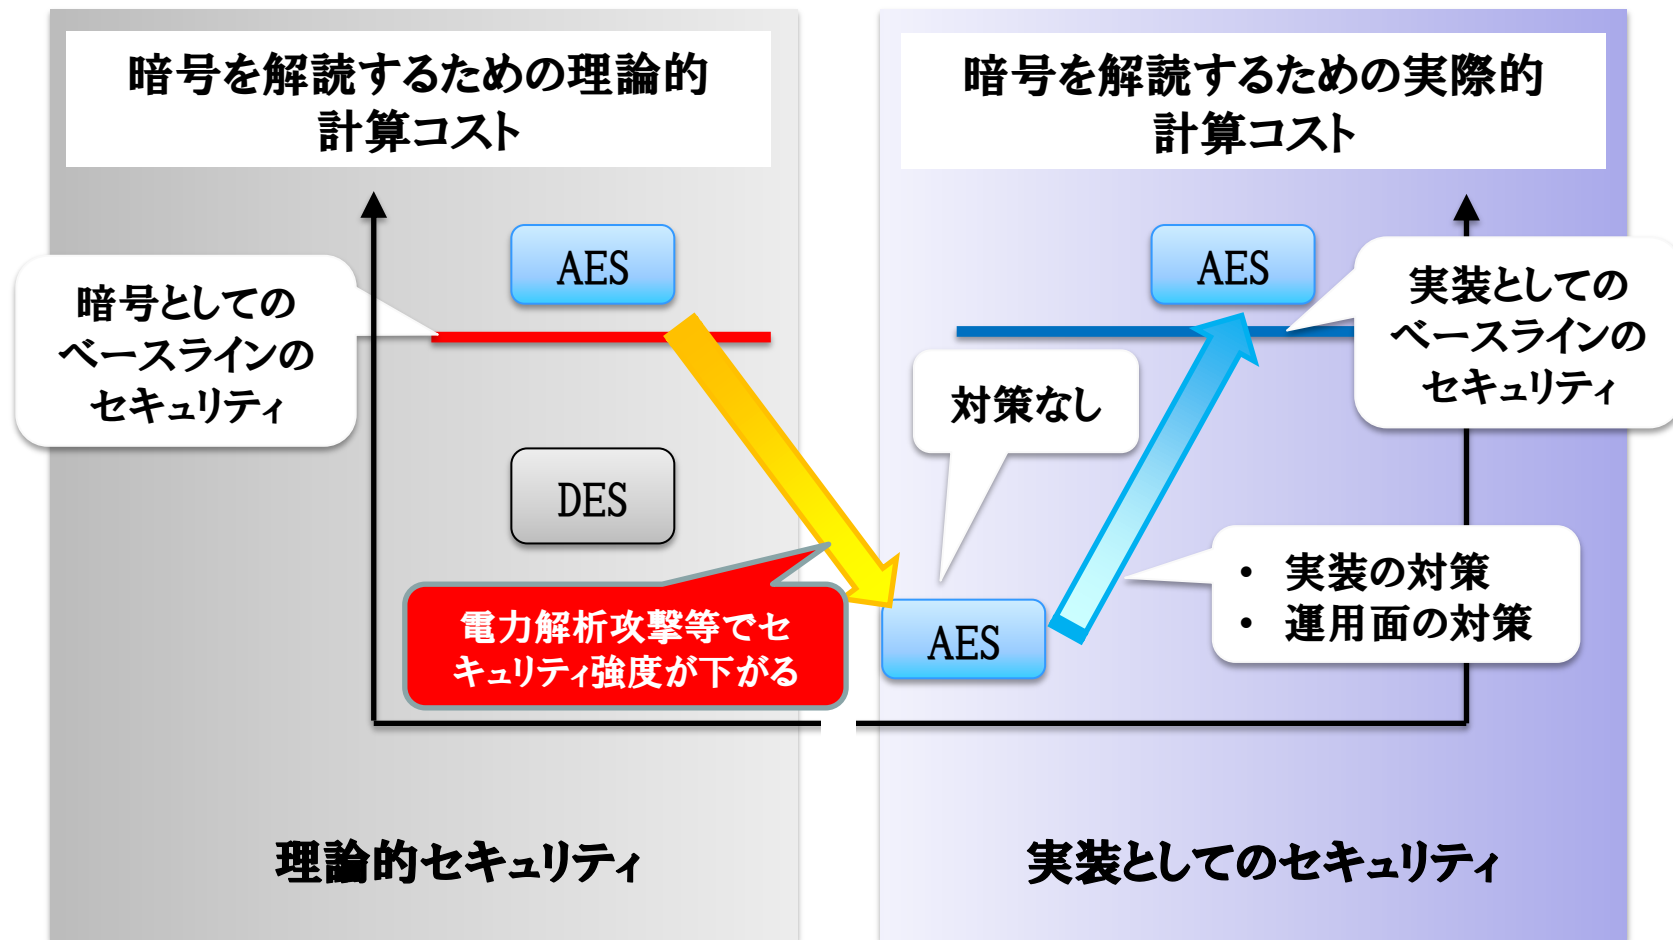 暗号を解読するための理論的
計算コスト
AES
暗号としての
ベースラインの
セキュリティ
DES
電力解析攻撃等でセ
キュリティ強度が下がる
理論的セキュリティ
暗号を解読するための実際的
計算コスト
AES
実装としての
ベースラインの
セキュリティ
対策なし
• 実装の対策
• 運用面の対策
AES
実装としてのセキュリティ